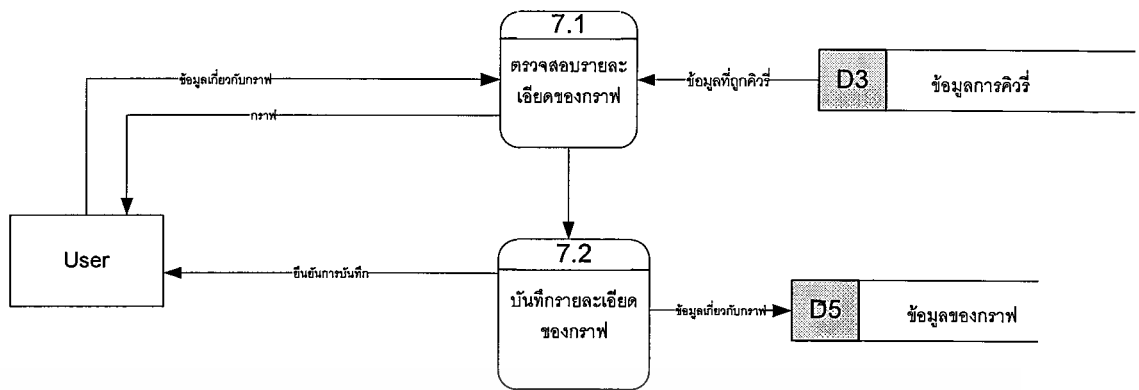 7.1
ตรวจสอบรายละ
เอียดของกราฟ
ข้อมูลเกี่ยวกับกราฟ
กราฟ
ข้อมูลที่ถูกคิวรี่
D3
ข้อมูลการคิวรี่
User
7.2
บันทึกรายละเอียด
ของกราฟ
ยืนยันการบันทึก
ข้อมูลเกี่ยวกับกราฟ
D5
ข้อมูลของกราฟ